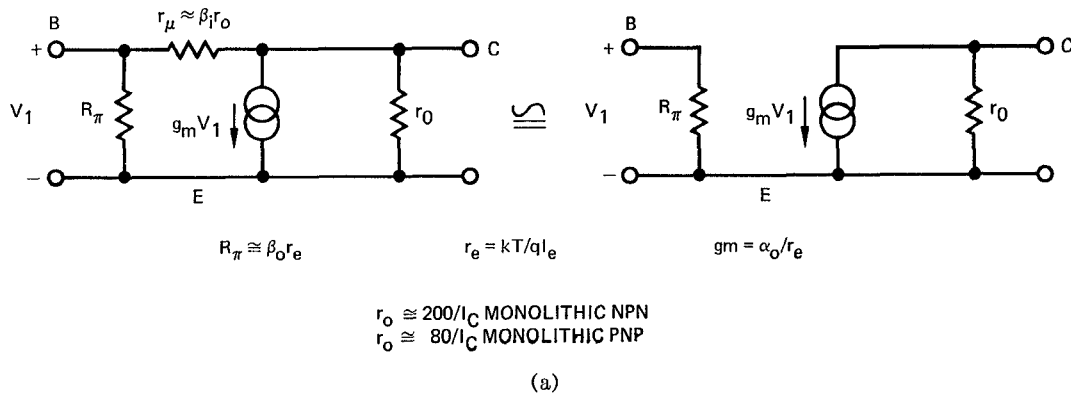 r_μ ≈ β_i r_o
B
C
+
V_1
R_π
g_m V_1
r_0
−
E
≅
B
C
+
V_1
R_π
g_m V_1
r_0
−
E
R_π ≅ β_o r_e r_e = kT/qI_e gm = α_o/r_e
r_o ≅ 200/I_C MONOLITHIC NPN
r_o ≅ 80/I_C MONOLITHIC PNP
(a)